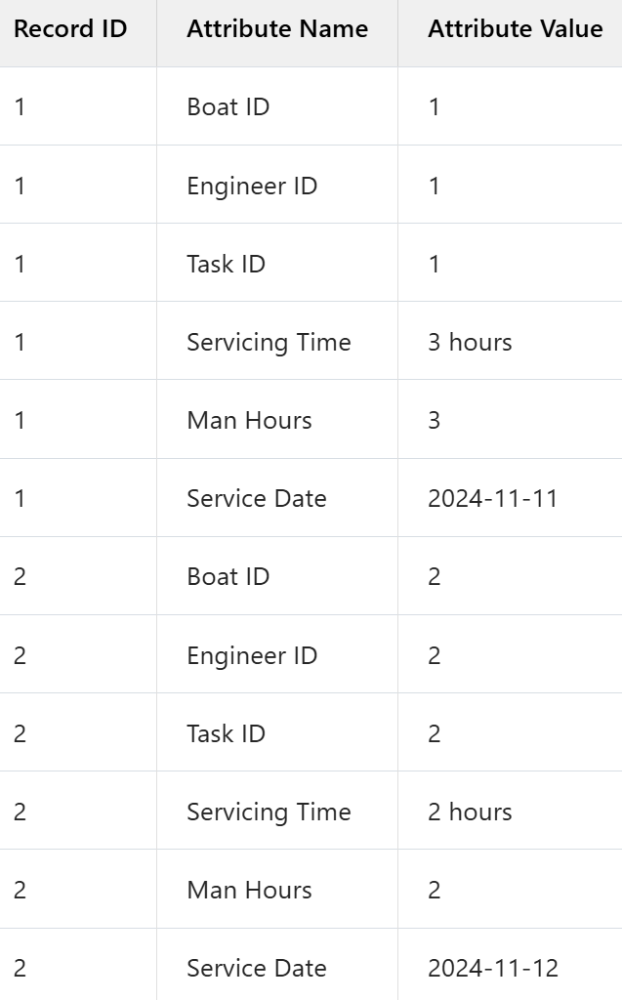 Record ID Attribute Name Attribute Value
1 Boat ID 1
1 Engineer ID 1
1 Task ID 1
1 Servicing Time 3 hours
1 Man Hours 3
1 Service Date 2024-11-11
2 Boat ID 2
2 Engineer ID 2
2 Task ID 2
2 Servicing Time 2 hours
2 Man Hours 2
2 Service Date 2024-11-12